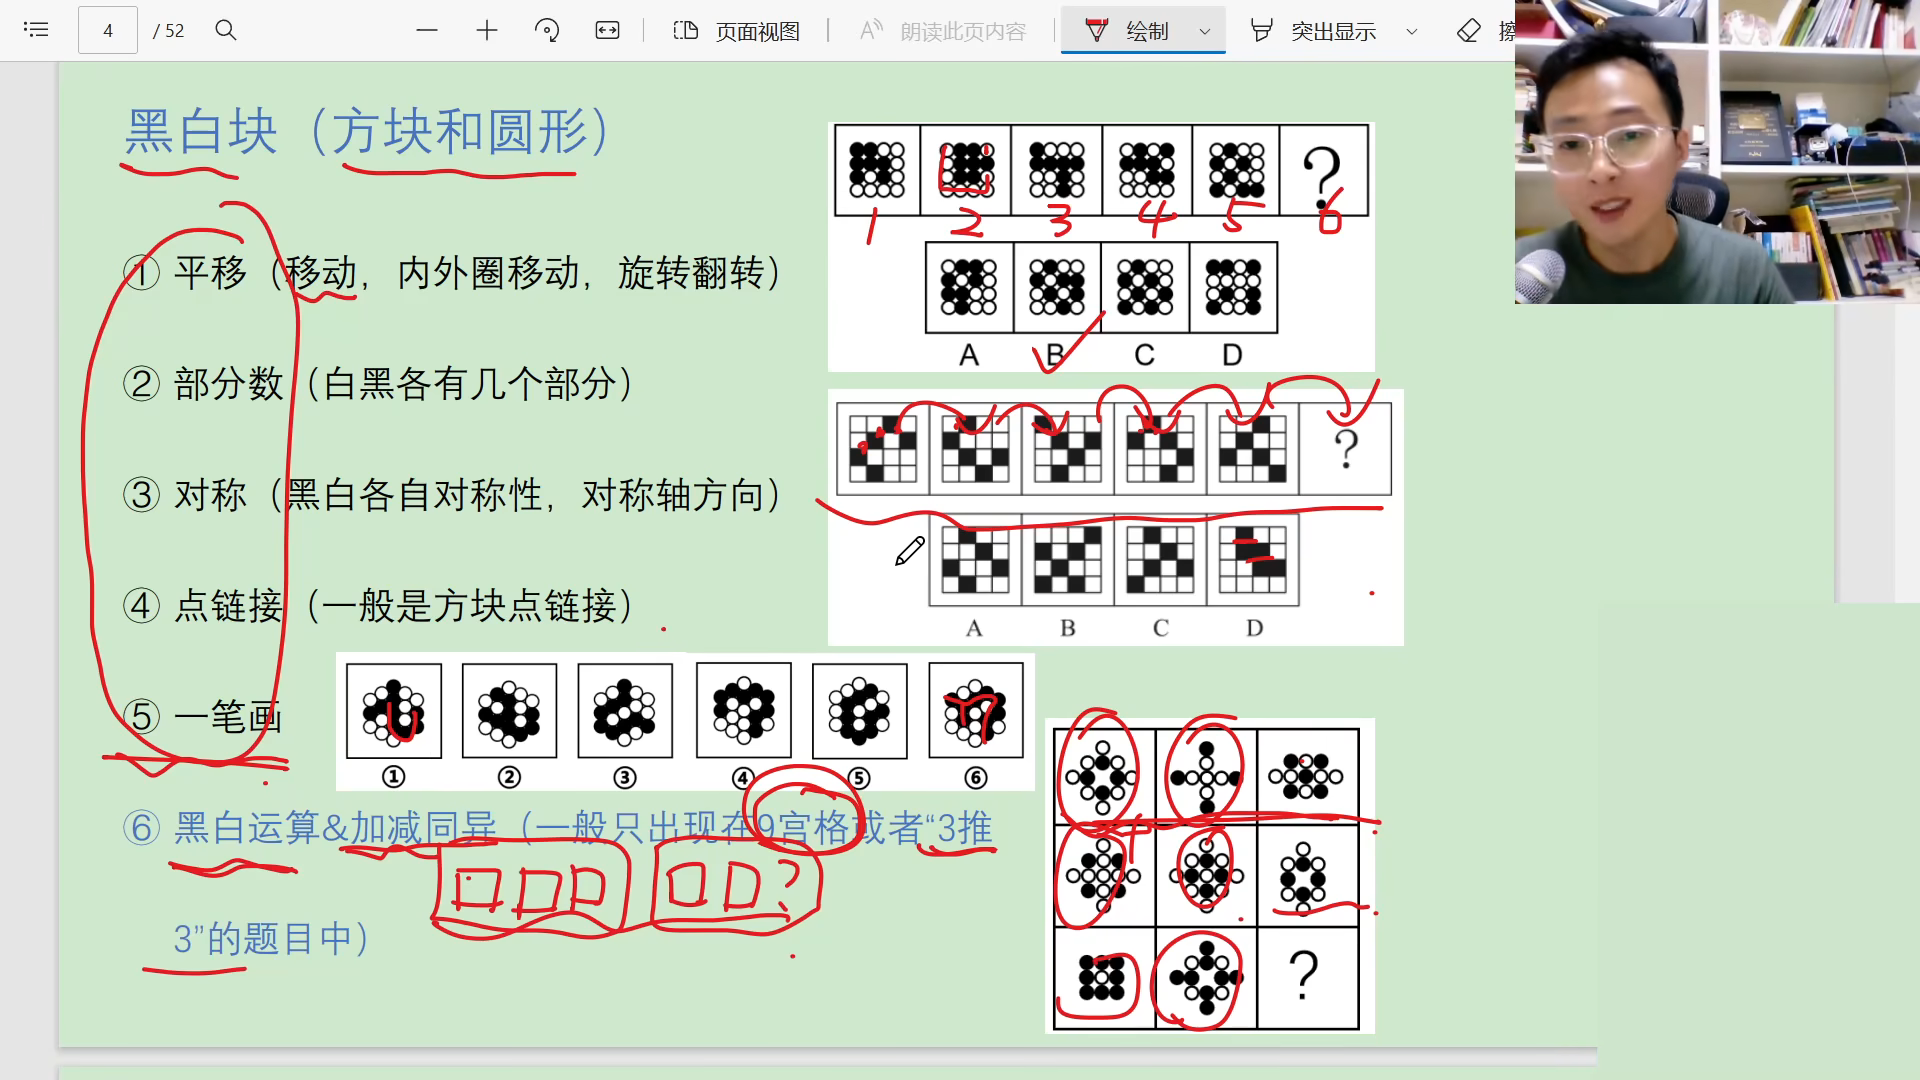 4 / 52 页面视图 朗读此页内容 绘制 突出显示
黑白块（方块和圆形）
① 平移（移动，内外圈移动，旋转翻转）
② 部分数（白黑各有几个部分）
③ 对称（黑白各自对称性，对称轴方向）
④ 点链接（一般是方块点链接）
⑤ 一笔画
⑥ 黑白运算&加减同异（一般只出现在9宫格或者“3推
3”的题目中）
?
1 2 3 4 5 6
A B C D
?
A B C D
① ② ③ ④ ⑤ ⑥
?
?